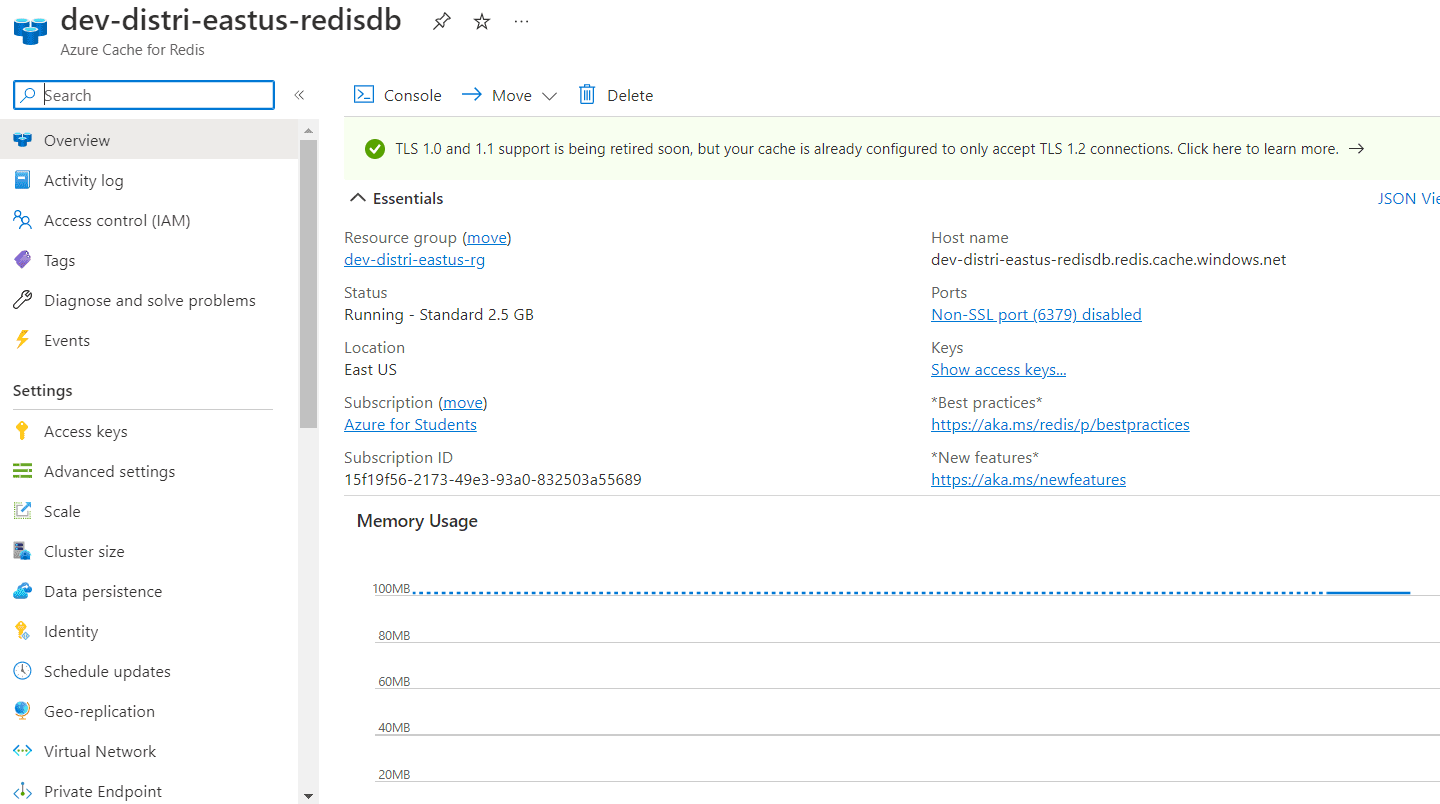 dev-distri-eastus-redisdb
Azure Cache for Redis
Search
Overview
Activity log
Access control (IAM)
Tags
Diagnose and solve problems
Events
Settings
Access keys
Advanced settings
Scale
Cluster size
Data persistence
Identity
Schedule updates
Geo-replication
Virtual Network
Private Endpoint
Console
Move
Delete
TLS 1.0 and 1.1 support is being retired soon, but your cache is already configured to only accept TLS 1.2 connections. Click here to learn more.
Essentials
JSON Vie
Resource group (move)
dev-distri-eastus-rg
Status
Running - Standard 2.5 GB
Location
East US
Subscription (move)
Azure for Students
Subscription ID
15f19f56-2173-49e3-93a0-832503a55689
Host name
dev-distri-eastus-redisdb.redis.cache.windows.net
Ports
Non-SSL port (6379) disabled
Keys
Show access keys...
*Best practices*
https://aka.ms/redis/p/bestpractices
*New features*
https://aka.ms/newfeatures
Memory Usage
100MB
80MB
60MB
40MB
20MB